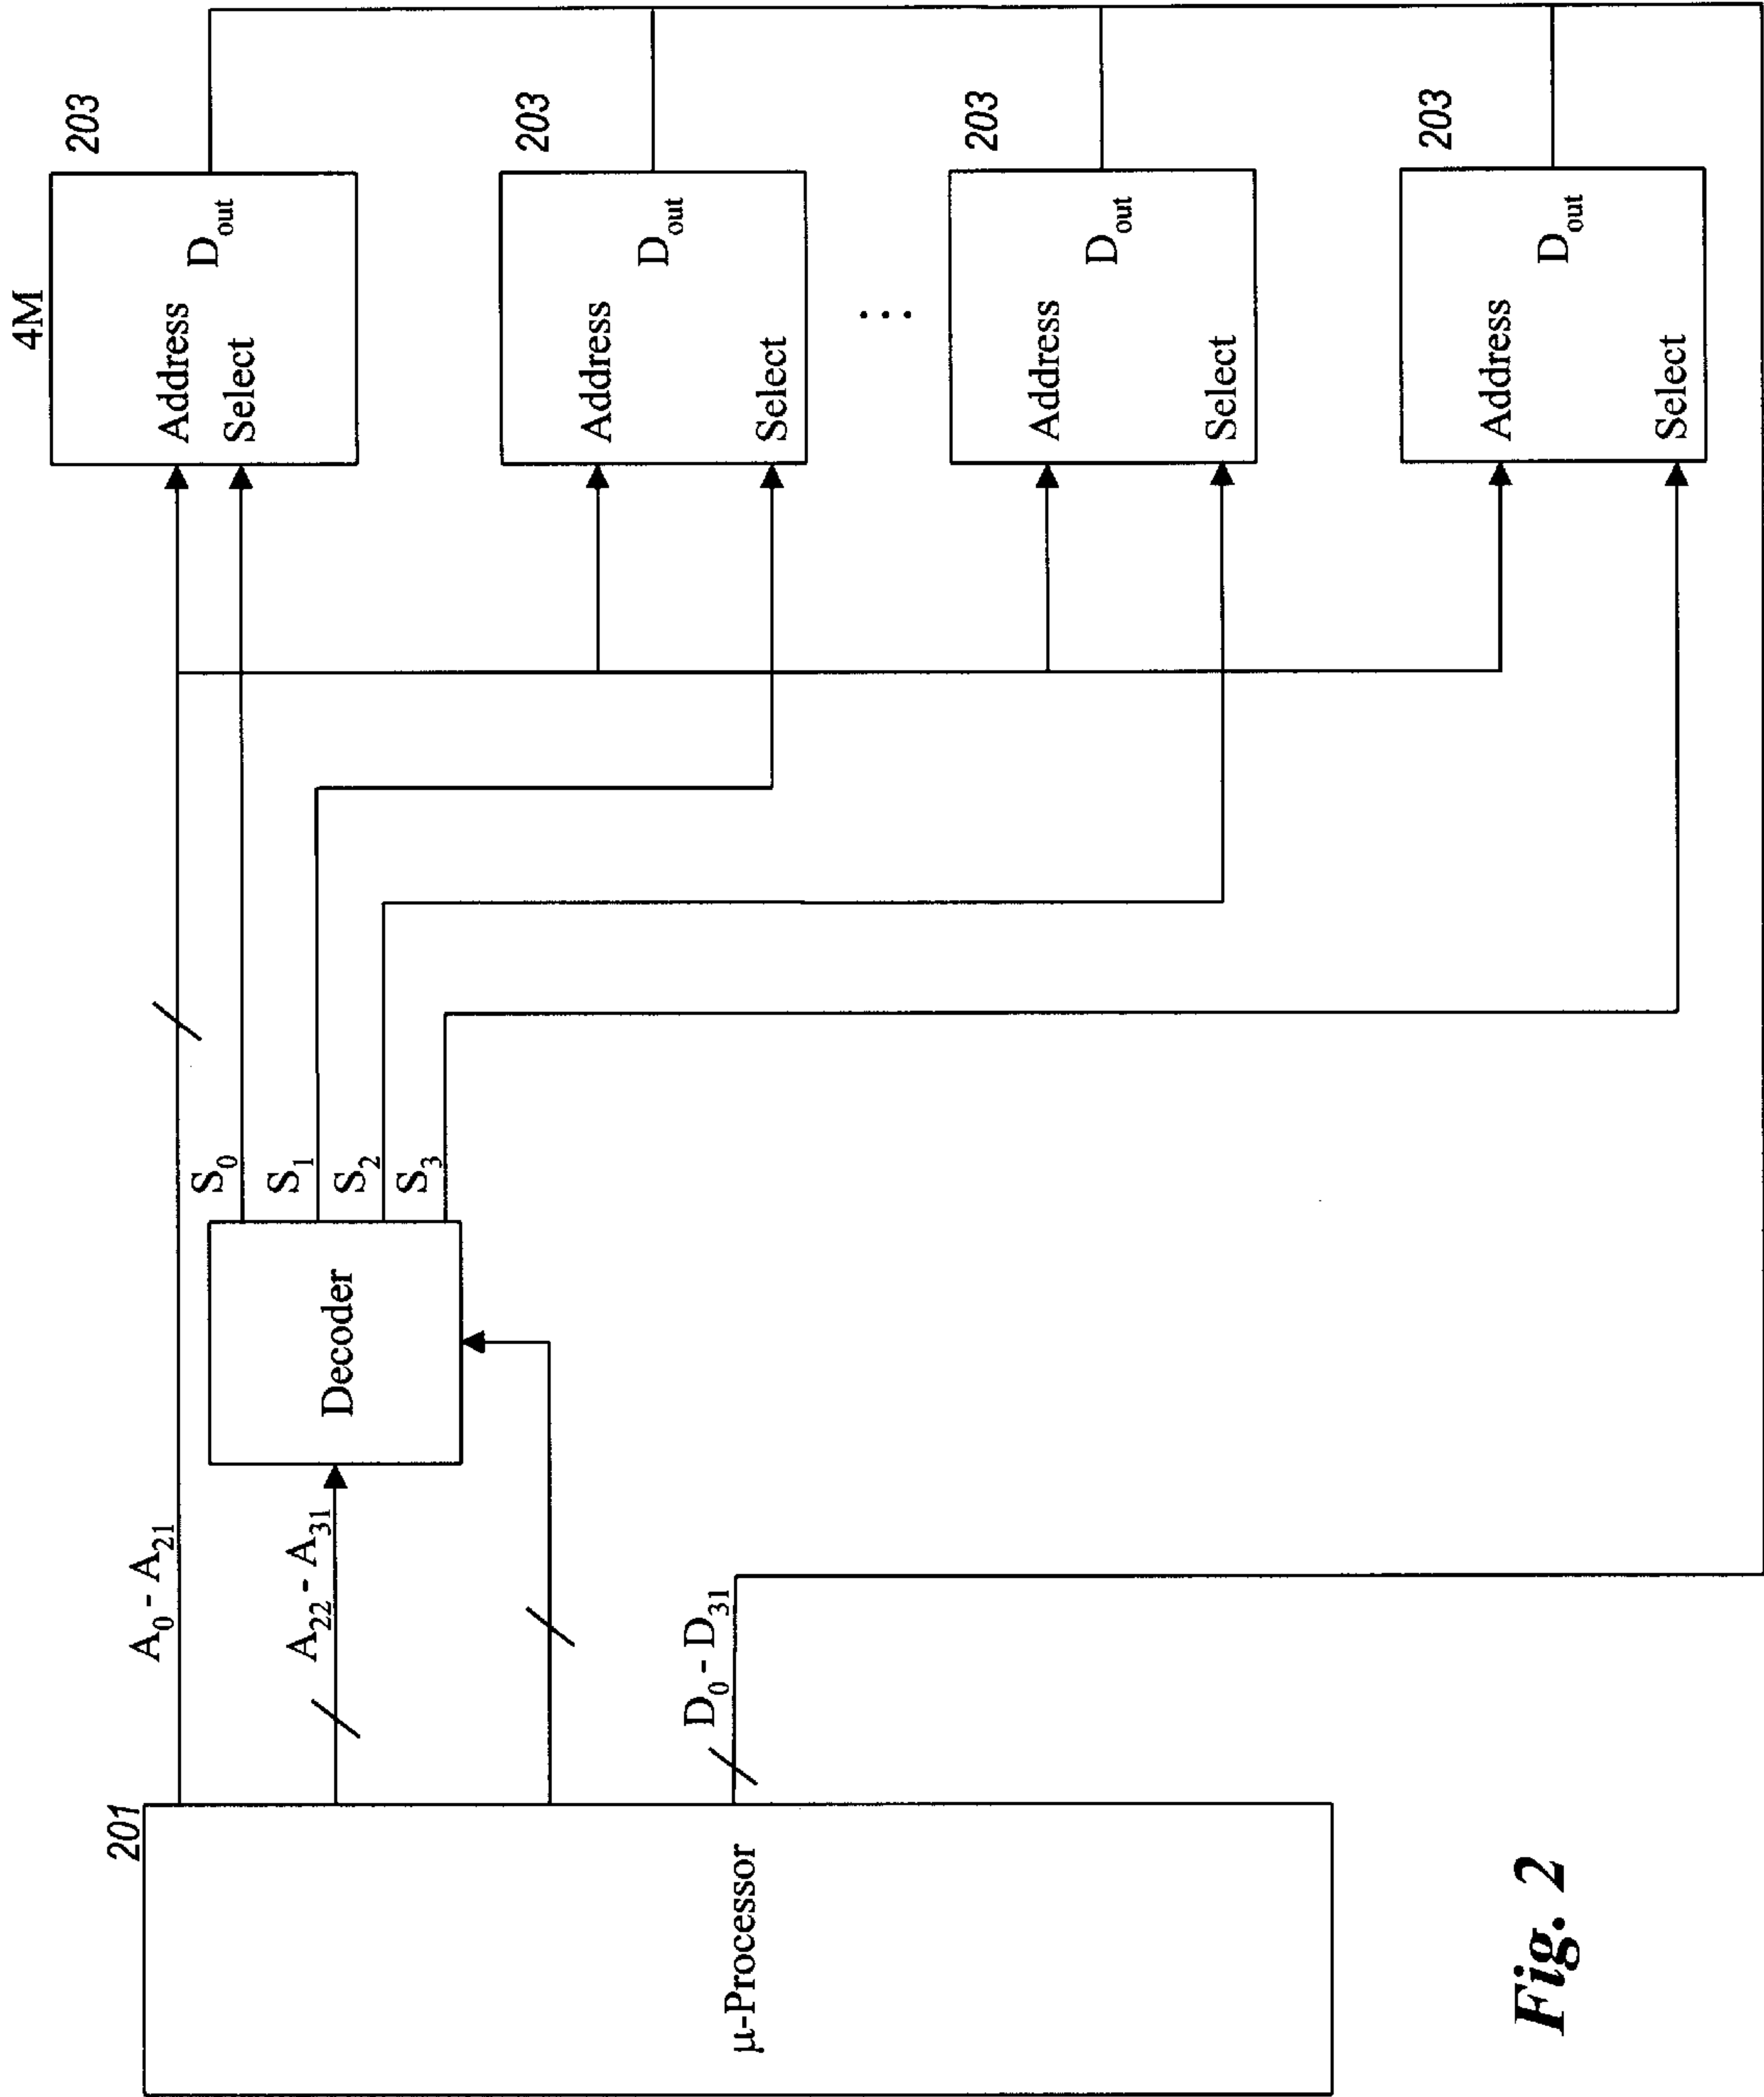 4M
203
Address
D_out
Select
203
Address
D_out
Select
...
203
Address
D_out
Select
203
Address
D_out
Select
A_0 - A_21
A_22 - A_31
Decoder
S_0
S_1
S_2
S_3
D_0 - D_31
201
μ-Processor
Fig. 2